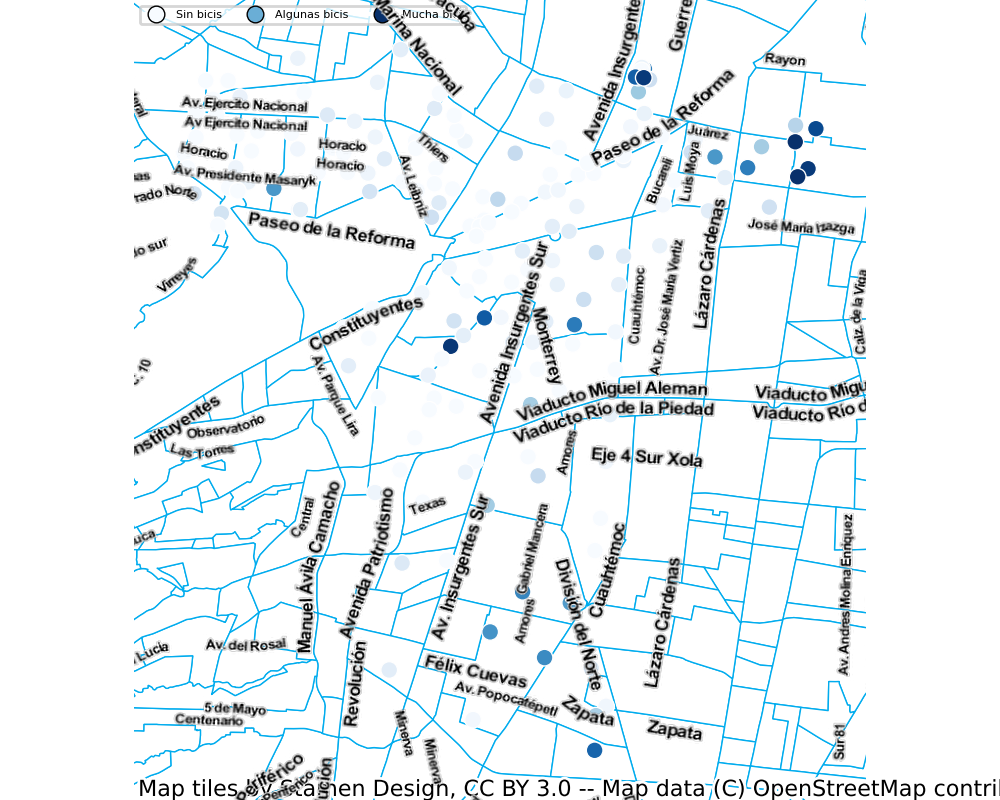 Sin bicis
Algunas bicis
Mucha
Marina Nacional
Avenida Insurgente
Guerre
Rayon
Av. Ejercito Nacional
Av Ejercito Nacional
Paseo de la Reforma
Juárez
Thiers
Horacio
Horacio
Horacio
Luis Moya
Bucareli
Av. Presidente Masaryk
Av. Leibniz
rado Norte
Paseo de la Reforma
José María Izazga
o sur
Virreyes
Lázaro Cárdenas
Av. Dr. José María Vertiz
Cuauhtémoc
Calz. de la Viga
Avenida Insurgentes Sur
Monterrey
Constituyentes
Av. Parque Lira
Viaducto Miguel Aleman
Viaducto Migu
Viaducto Río de la Piedad
Viaducto Río d
nstituyentes
Observatorio
Las Torres
Amores
Eje 4 Sur Xola
Central
Manuel Ávila Camacho
Avenida Patriotismo
Texas
Av. Insurgentes Sur
Gabriel Mancera
Amores
División del Norte
Cuauhtémoc
Lázaro Cárdenas
Av. Andres Molina Enriquez
Lucia
Av. del Rosal
Revolución
Félix Cuevas
Av. Popocatépetl
Zapata
Zapata
5 de Mayo
Centenario
Minerva
Minerva
Sur 81
Periférico
Periférico
ución
Map tiles by Stamen Design, CC BY 3.0 -- Map data (C) OpenStreetMap contri